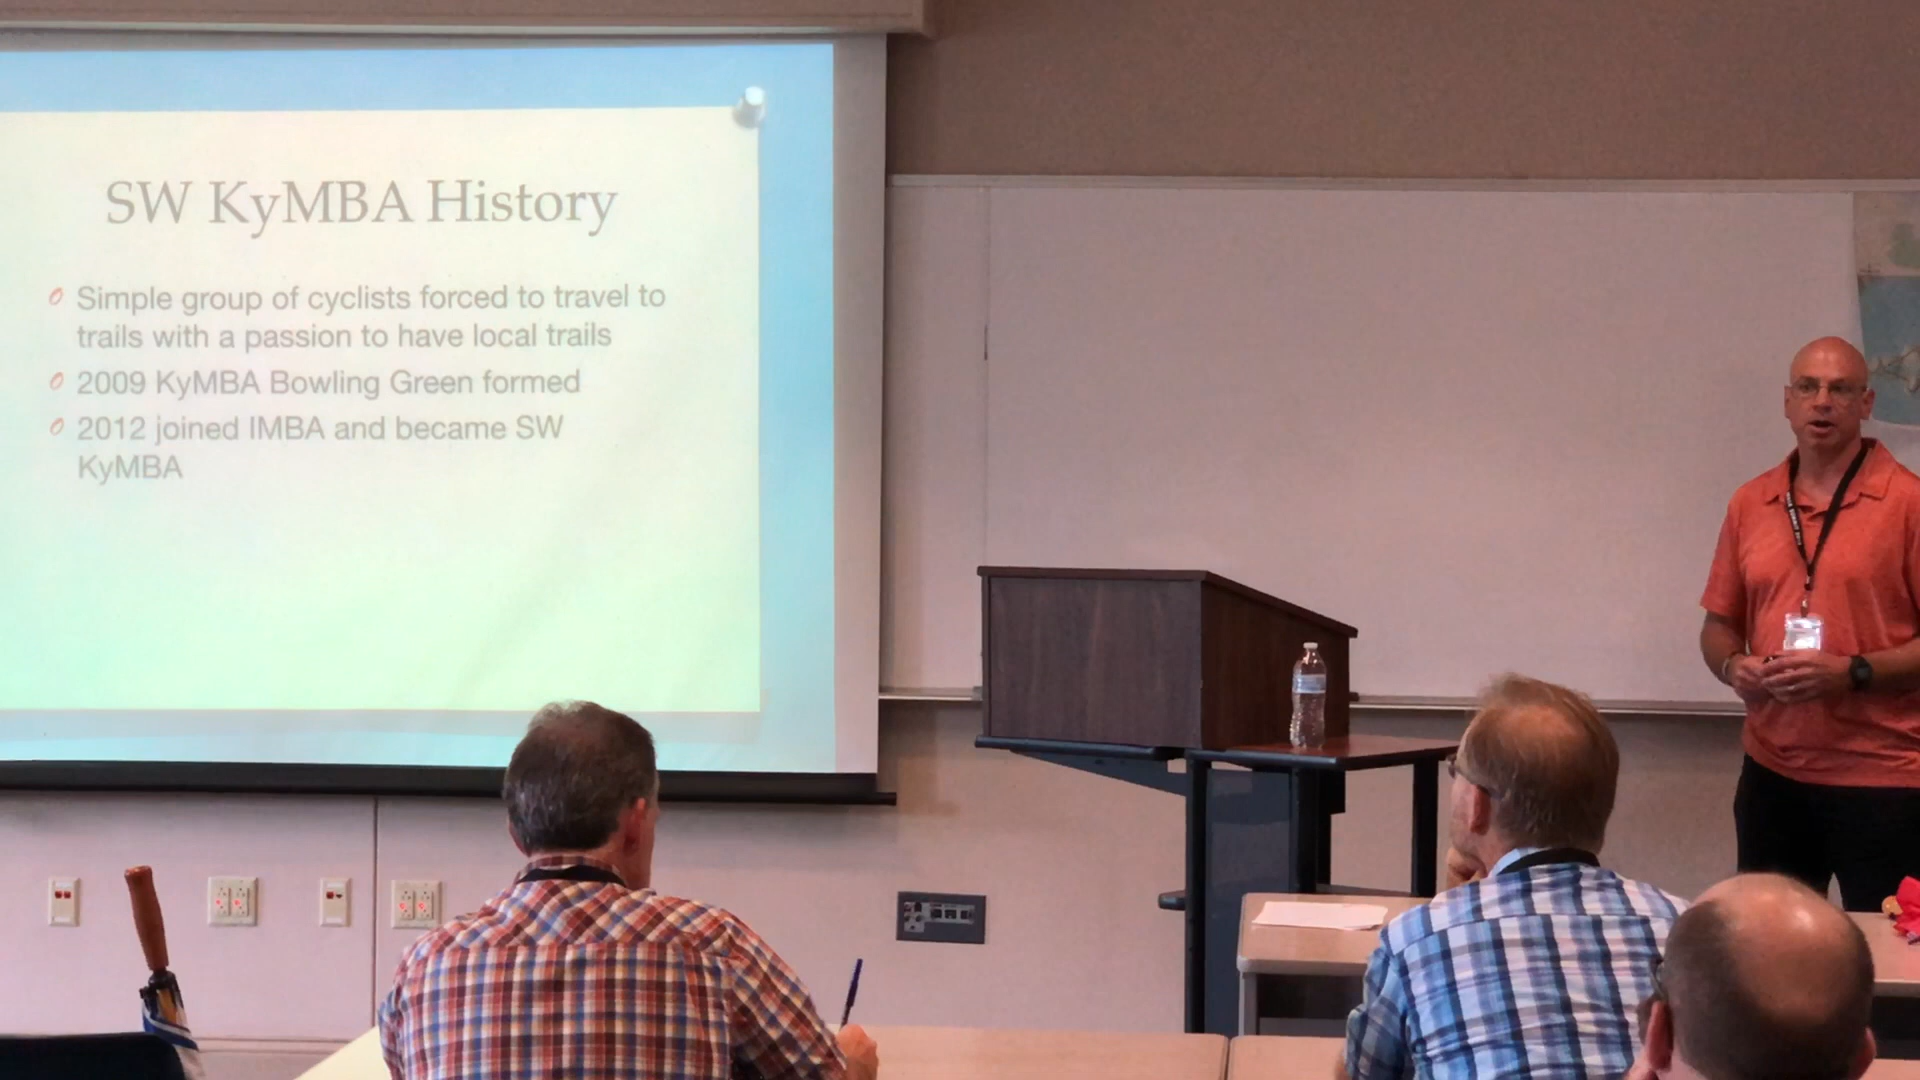 SW KyMBA History
Simple group of cyclists forced to travel to
trails with a passion to have local trails
2009 KyMBA Bowling Green formed
2012 joined IMBA and became SW
KyMBA